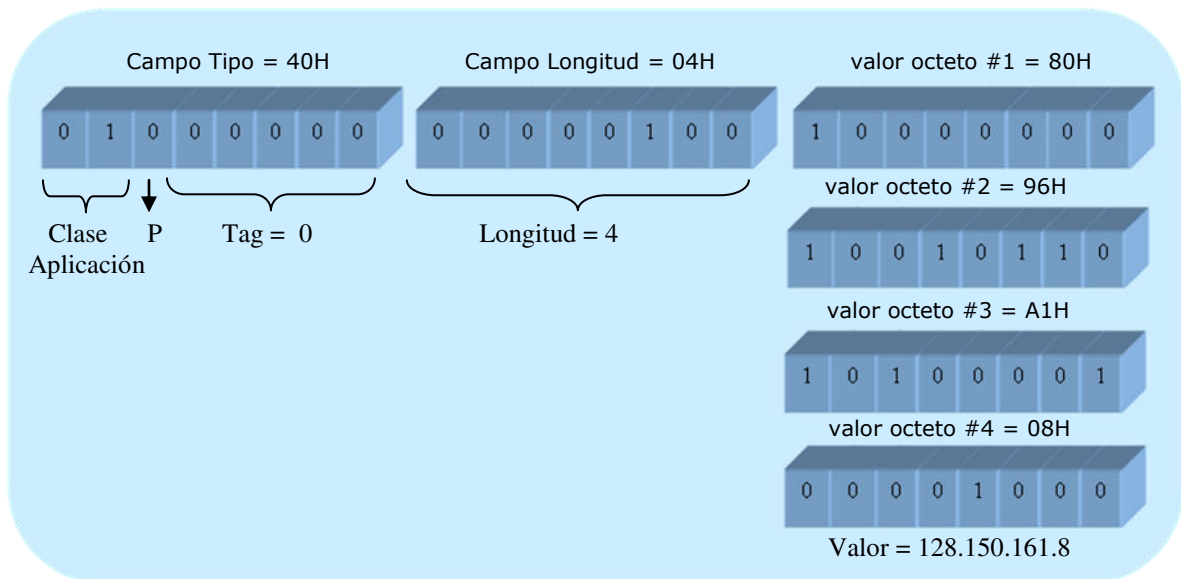 Campo Tipo = 40H
0 1 0 0 0 0 0 0
Clase P Tag = 0
Aplicación
Campo Longitud = 04H
0 0 0 0 0 1 0 0
Longitud = 4
valor octeto #1 = 80H
1 0 0 0 0 0 0 0
valor octeto #2 = 96H
1 0 0 1 0 1 1 0
valor octeto #3 = A1H
1 0 1 0 0 0 0 1
valor octeto #4 = 08H
0 0 0 0 1 0 0 0
Valor = 128.150.161.8